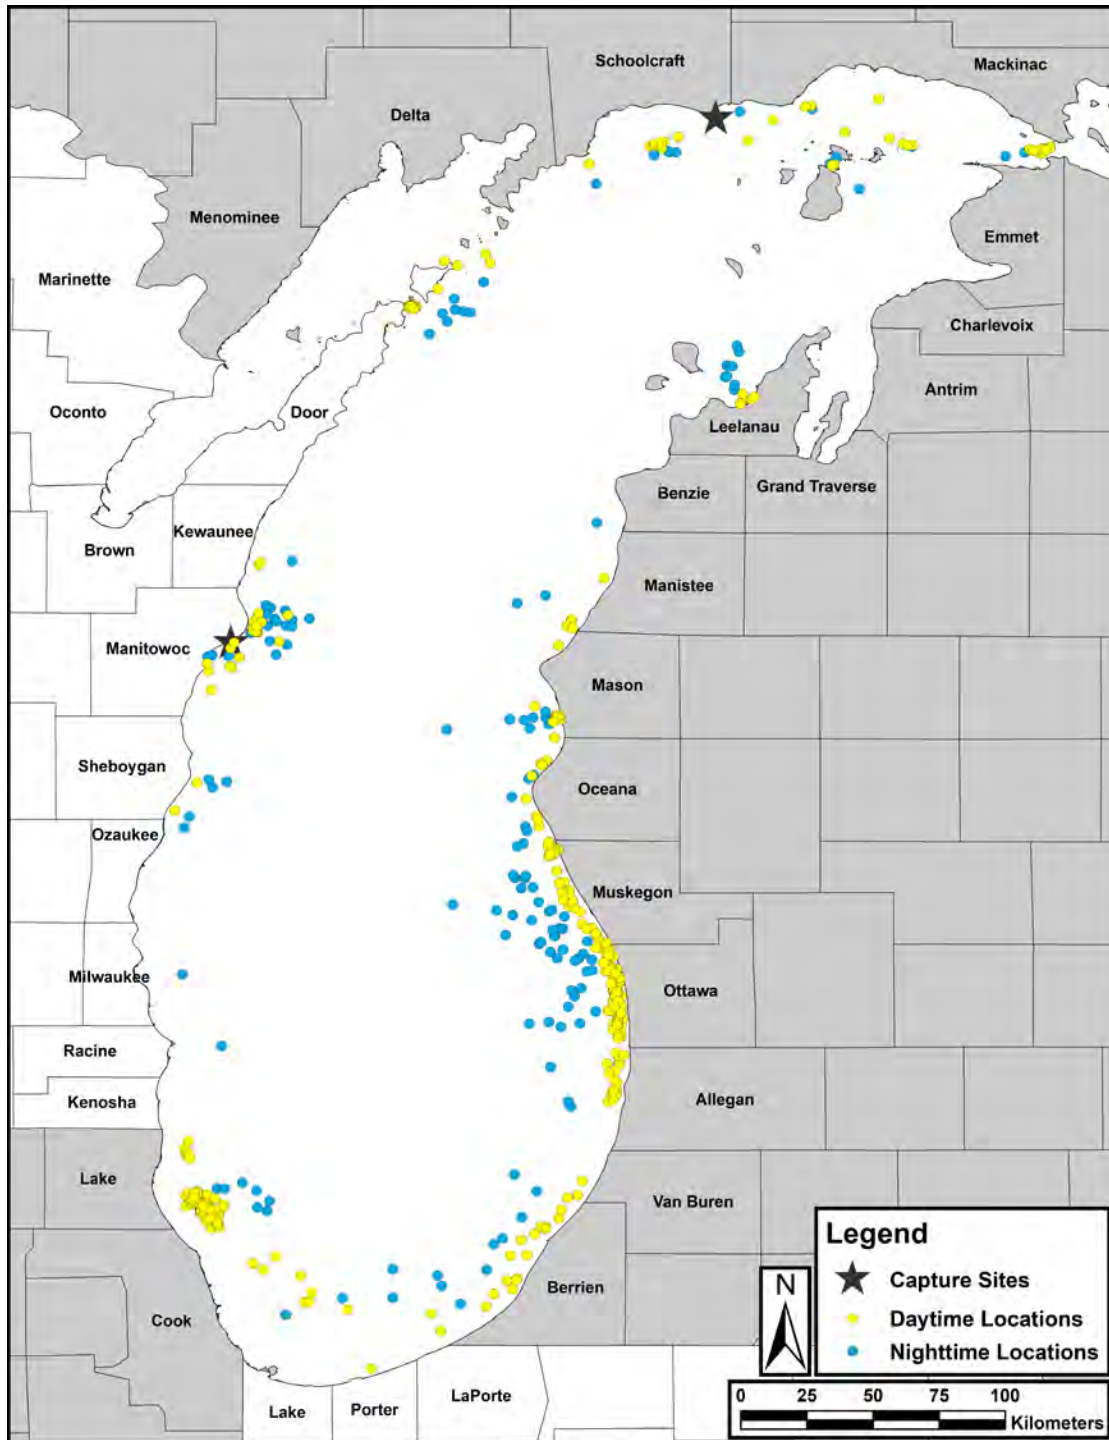 Schoolcraft
Mackinac
Delta
Menominee
Emmet
Marinette
Charlevoix
Antrim
Oconto
Door
Leelanau
Benzie
Grand Traverse
Kewaunee
Brown
Manistee
Manitowoc
Mason
Sheboygan
Oceana
Ozaukee
Muskegon
Milwaukee
Ottawa
Racine
Kenosha
Allegan
Lake
Van Buren
Berrien
Cook
LaPorte
Porter
Lake
Legend
Capture Sites
Daytime Locations
Nighttime Locations
N
0 25 50 75 100
Kilometers